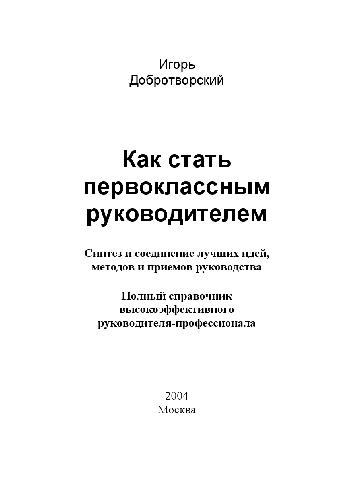 Игорь
Добротворский
Как стать
первоклассным
руководителем
Синтез и соединение лучших идей,
методов и приемов руководства
Полный справочник
высокоэффективного
руководителя-профессионала
2004
Москва